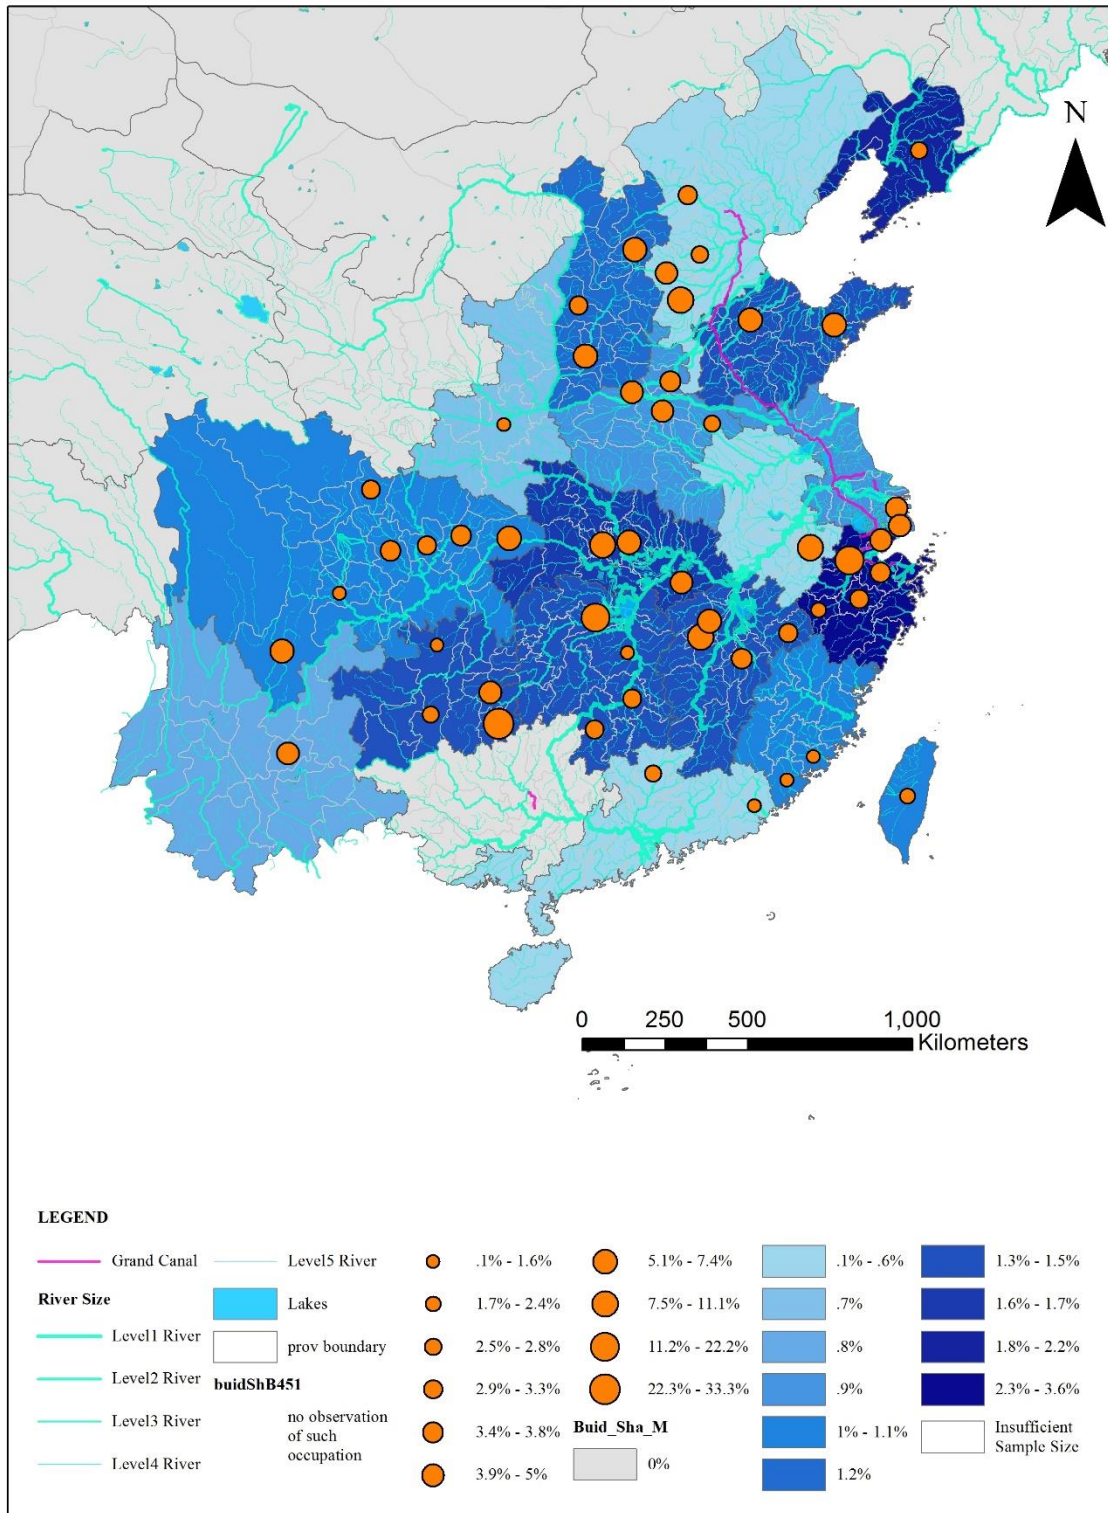 N
0 250 500 1,000
Kilometers
LEGEND
Grand Canal
River Size
Level1 River
Level2 River
Level3 River
Level4 River
Level5 River
Lakes
prov boundary
buidShB451
no observation
of such
occupation
.1% - 1.6%
1.7% - 2.4%
2.5% - 2.8%
2.9% - 3.3%
3.4% - 3.8%
3.9% - 5%
5.1% - 7.4%
7.5% - 11.1%
11.2% - 22.2%
22.3% - 33.3%
Buid_Sha_M
0%
.1% - .6%
.7%
.8%
.9%
1% - 1.1%
1.2%
1.3% - 1.5%
1.6% - 1.7%
1.8% - 2.2%
2.3% - 3.6%
Insufficient
Sample Size